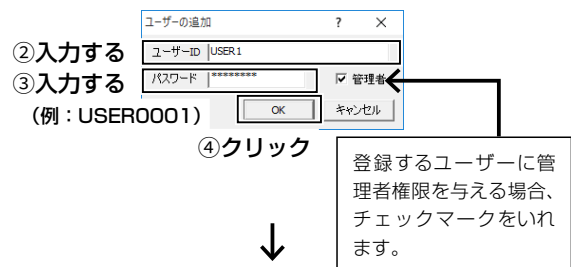 ユーザーの追加 ? ×
②入力する ユーザーID USER1
③入力する パスワード ******** 管理者
（例：USER0001） OK キャンセル
④クリック
登録するユーザーに管
理者権限を与える場合、
チェックマークをいれ
ます。